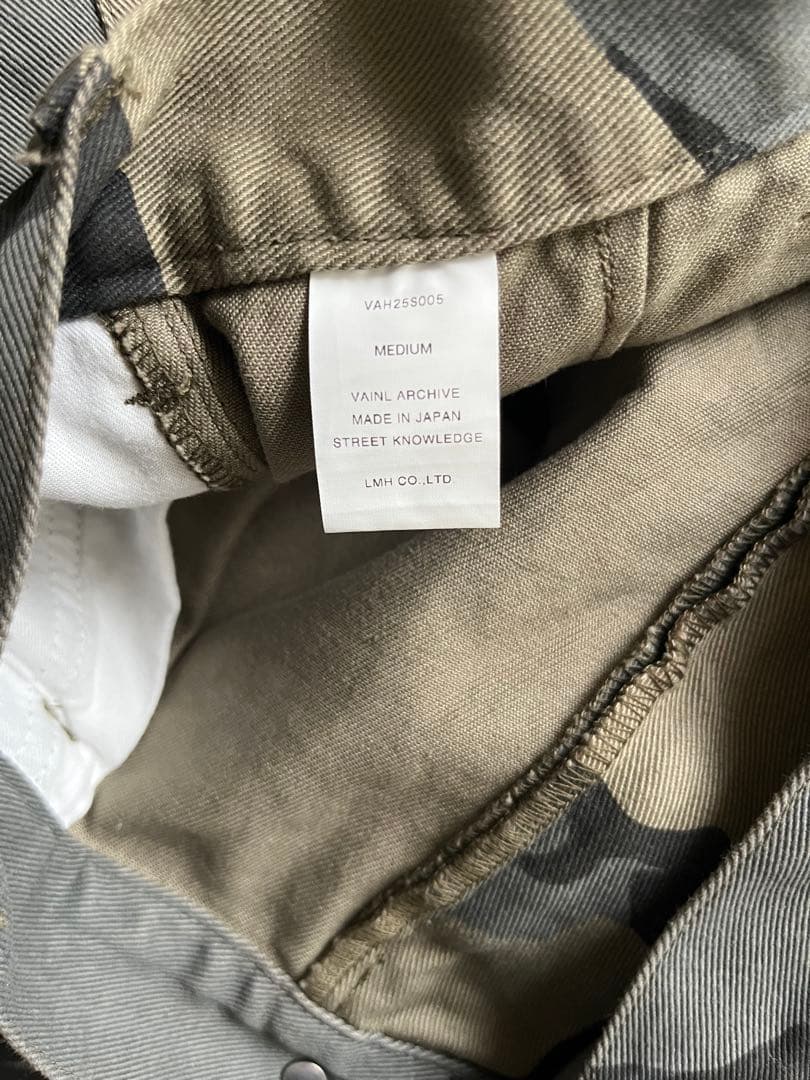 VAH25S005
MEDIUM
VAINL ARCHIVE
MADE IN JAPAN
STREET KNOWLEDGE
LMH CO.,LTD